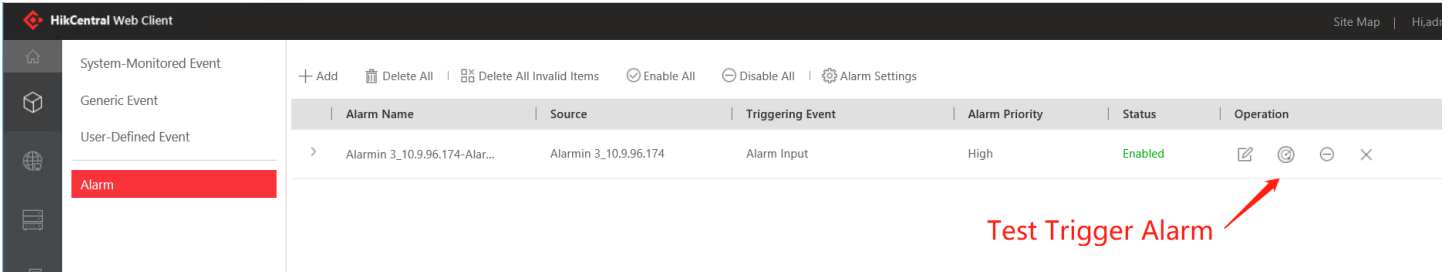 HikCentral Web Client
Site Map | Hi,adm
System-Monitored Event
Generic Event
User-Defined Event
Alarm
Add Delete All | Delete All Invalid Items Enable All Disable All | Alarm Settings
Alarm Name Source Triggering Event Alarm Priority Status Operation
Alarmin 3_10.9.96.174-Alar... Alarmin 3_10.9.96.174 Alarm Input High Enabled
Test Trigger Alarm